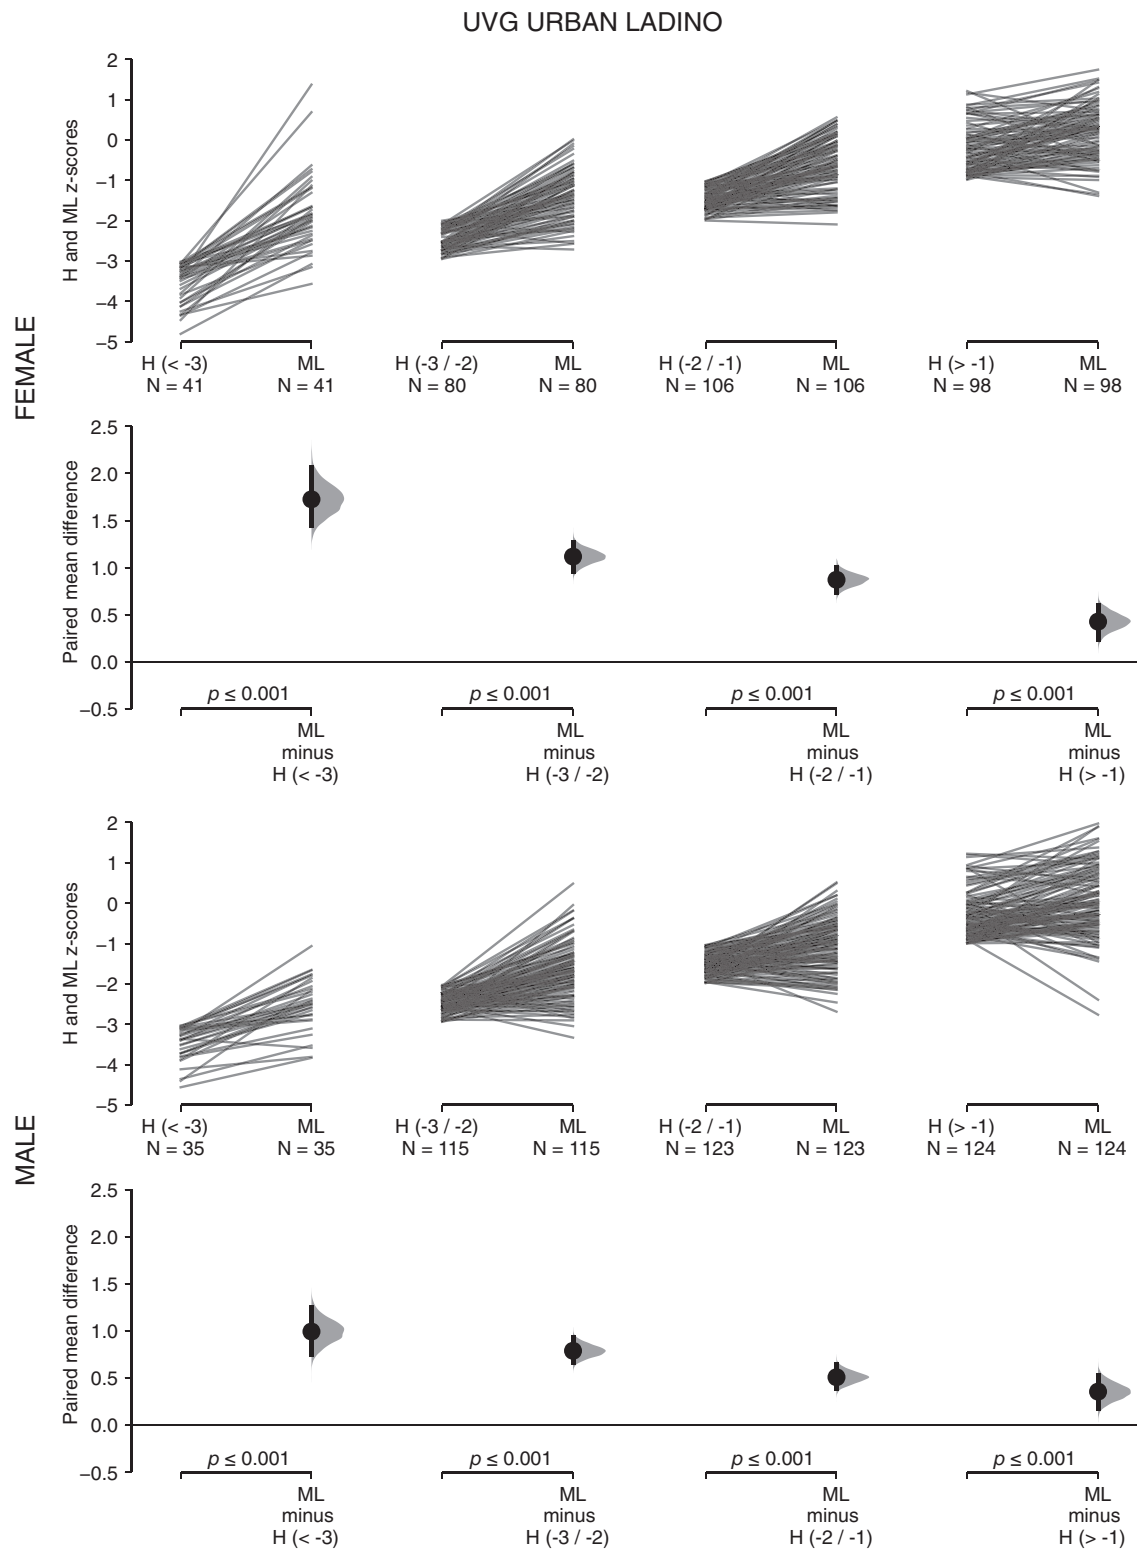 UVG URBAN LADINO
FEMALE
H and ML z-scores
2
1
0
−1
−2
−3
−4
−5
H (< -3) ML H (-3 / -2) ML H (-2 / -1) ML H (> -1) ML
N = 41 N = 41 N = 80 N = 80 N = 106 N = 106 N = 98 N = 98
Paired mean difference
2.5
2.0
1.5
1.0
0.5
0.0
−0.5
p ≤ 0.001 p ≤ 0.001 p ≤ 0.001 p ≤ 0.001
ML ML ML ML
minus minus minus minus
H (< -3) H (-3 / -2) H (-2 / -1) H (> -1)
MALE
H and ML z-scores
2
1
0
−1
−2
−3
−4
−5
H (< -3) ML H (-3 / -2) ML H (-2 / -1) ML H (> -1) ML
N = 35 N = 35 N = 115 N = 115 N = 123 N = 123 N = 124 N = 124
Paired mean difference
2.5
2.0
1.5
1.0
0.5
0.0
−0.5
p ≤ 0.001 p ≤ 0.001 p ≤ 0.001 p ≤ 0.001
ML ML ML ML
minus minus minus minus
H (< -3) H (-3 / -2) H (-2 / -1) H (> -1)